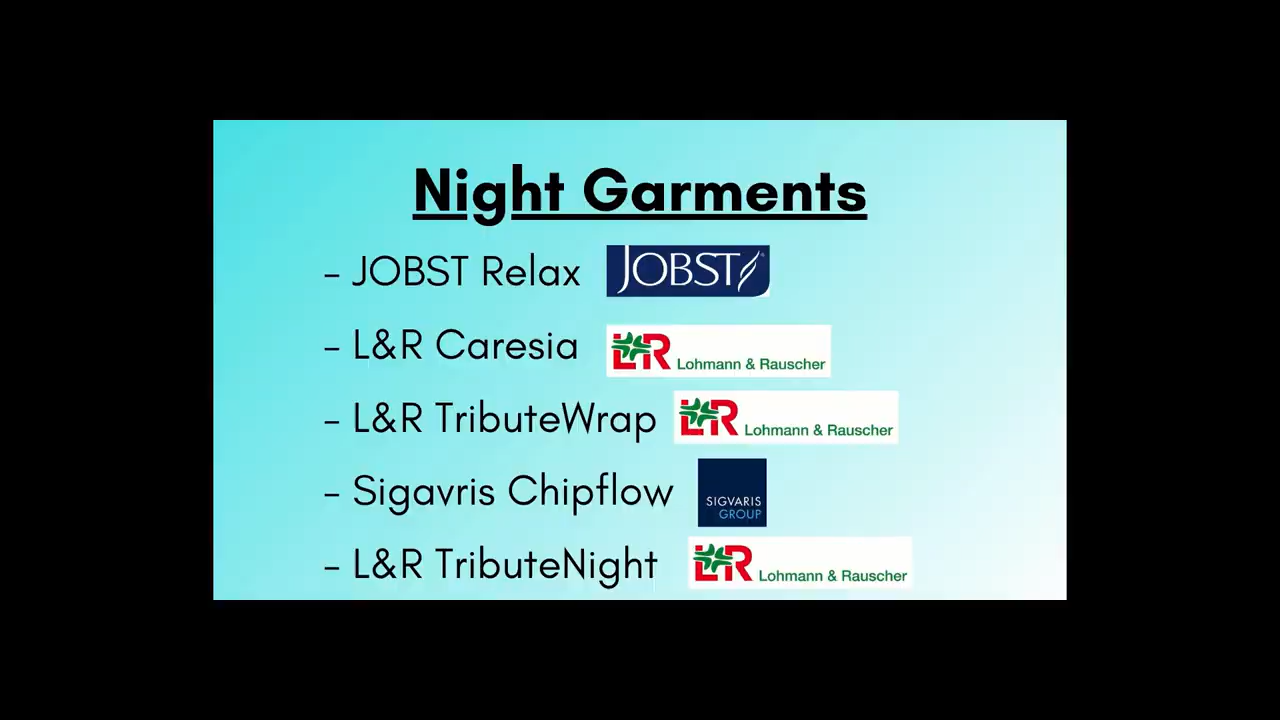 Night Garments
- JOBST Relax JOBST
- L&R Caresia L&R Lohmann & Rauscher
- L&R TributeWrap L&R Lohmann & Rauscher
- Sigavris Chipflow SIGVARIS GROUP
- L&R TributeNight L&R Lohmann & Rauscher